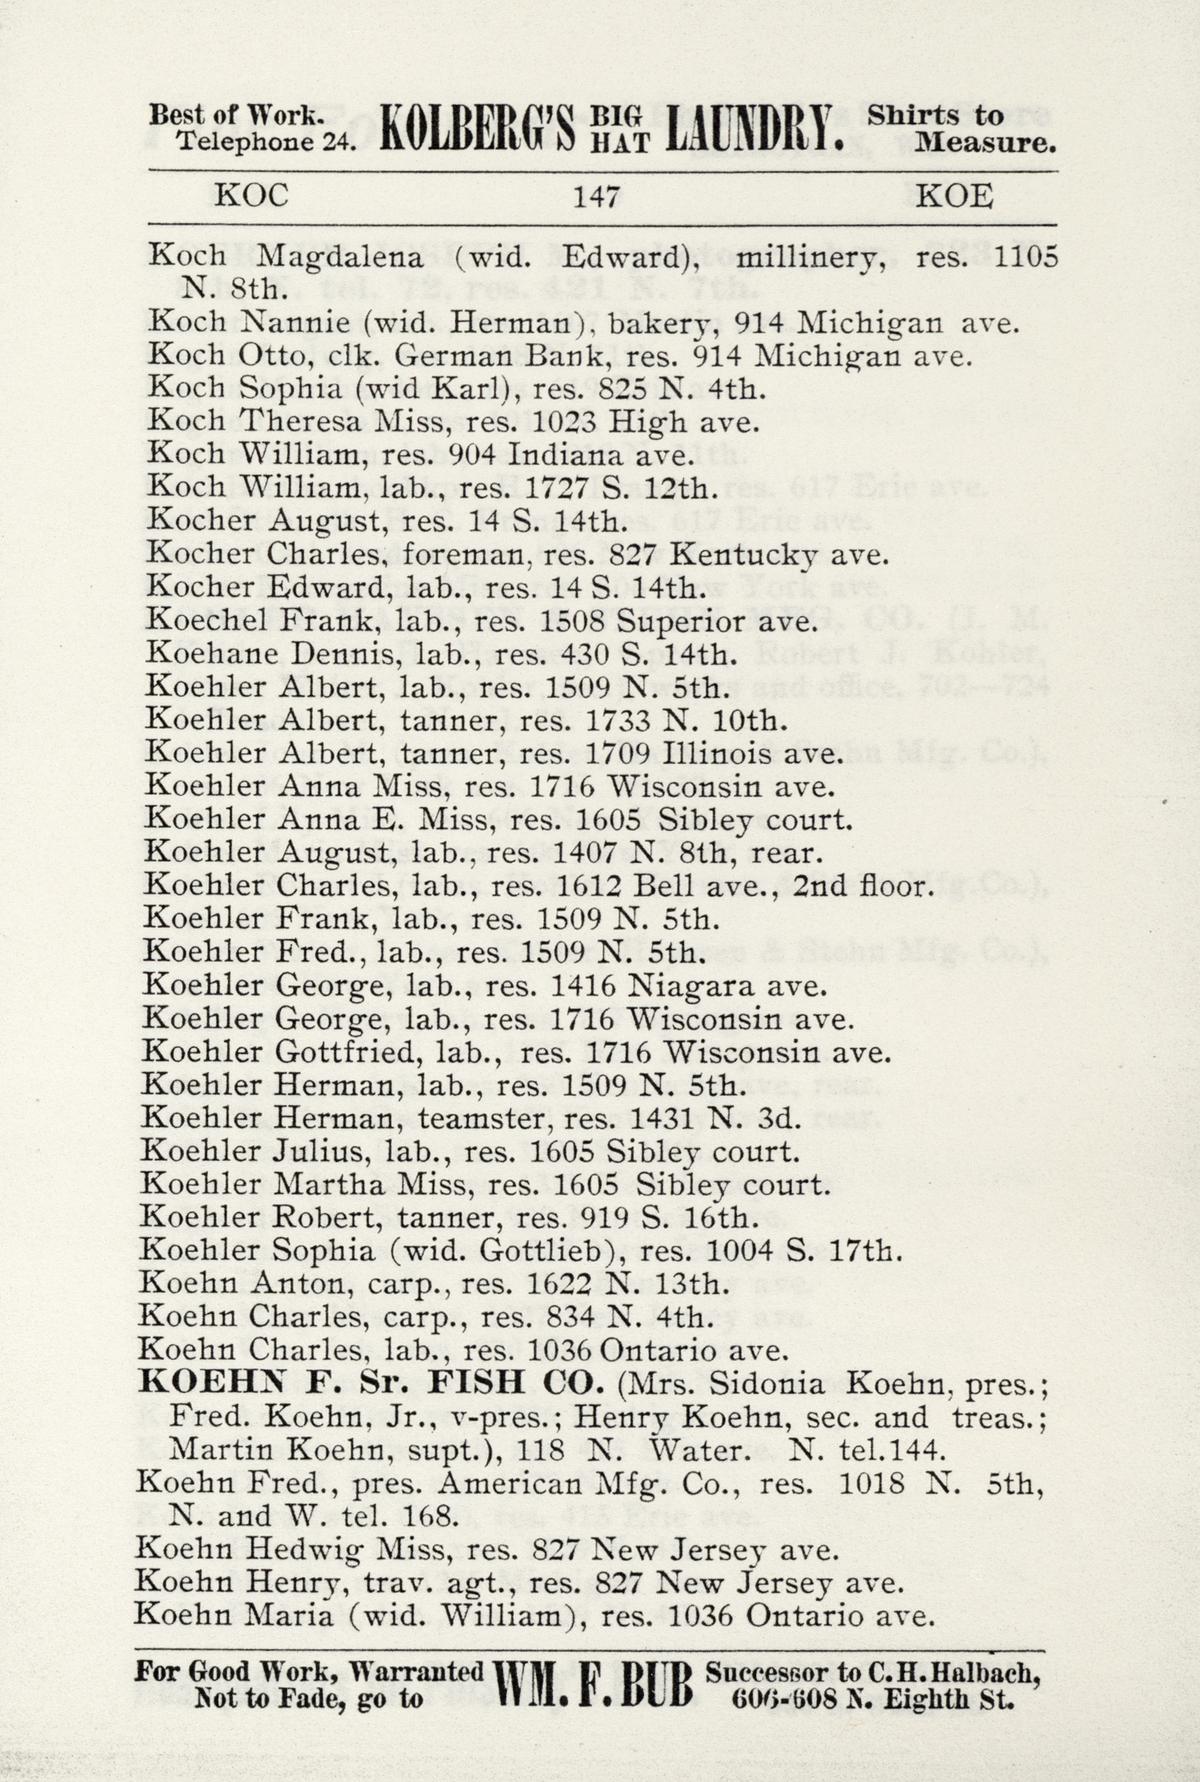 Best of Work. KOLBERG'S BIG HAT LAUNDRY. Shirts to
Telephone 24. Measure.
KOC 147 KOE
Koch Magdalena (wid. Edward), millinery, res. 1105
N. 8th.
Koch Nannie (wid. Herman), bakery, 914 Michigan ave.
Koch Otto, clk. German Bank, res. 914 Michigan ave.
Koch Sophia (wid Karl), res. 825 N. 4th.
Koch Theresa Miss, res. 1023 High ave.
Koch William, res. 904 Indiana ave.
Koch William, lab., res. 1727 S. 12th.
Kocher August, res. 14 S. 14th.
Kocher Charles, foreman, res. 827 Kentucky ave.
Kocher Edward, lab., res. 14 S. 14th.
Koechel Frank, lab., res. 1508 Superior ave.
Koehane Dennis, lab., res. 430 S. 14th.
Koehler Albert, lab., res. 1509 N. 5th.
Koehler Albert, tanner, res. 1733 N. 10th.
Koehler Albert, tanner, res. 1709 Illinois ave.
Koehler Anna Miss, res. 1716 Wisconsin ave.
Koehler Anna E. Miss, res. 1605 Sibley court.
Koehler August, lab., res. 1407 N. 8th, rear.
Koehler Charles, lab., res. 1612 Bell ave., 2nd floor.
Koehler Frank, lab., res. 1509 N. 5th.
Koehler Fred., lab., res. 1509 N. 5th.
Koehler George, lab., res. 1416 Niagara ave.
Koehler George, lab., res. 1716 Wisconsin ave.
Koehler Gottfried, lab., res. 1716 Wisconsin ave.
Koehler Herman, lab., res. 1509 N. 5th.
Koehler Herman, teamster, res. 1431 N. 3d.
Koehler Julius, lab., res. 1605 Sibley court.
Koehler Martha Miss, res. 1605 Sibley court.
Koehler Robert, tanner, res. 919 S. 16th.
Koehler Sophia (wid. Gottlieb), res. 1004 S. 17th.
Koehn Anton, carp., res. 1622 N. 13th.
Koehn Charles, carp., res. 834 N. 4th.
Koehn Charles, lab., res. 1036 Ontario ave.
KOEHN F. Sr. FISH CO. (Mrs. Sidonia Koehn, pres.;
Fred. Koehn, Jr., v-pres.; Henry Koehn, sec. and treas.;
Martin Koehn, supt.), 118 N. Water. N. tel.144.
Koehn Fred., pres. American Mfg. Co., res. 1018 N. 5th,
N. and W. tel. 168.
Koehn Hedwig Miss, res. 827 New Jersey ave.
Koehn Henry, trav. agt., res. 827 New Jersey ave.
Koehn Maria (wid. William), res. 1036 Ontario ave.
For Good Work, Warranted WM. F. BUB Successor to C. H. Halbach,
Not to Fade, go to 606-608 N. Eighth St.